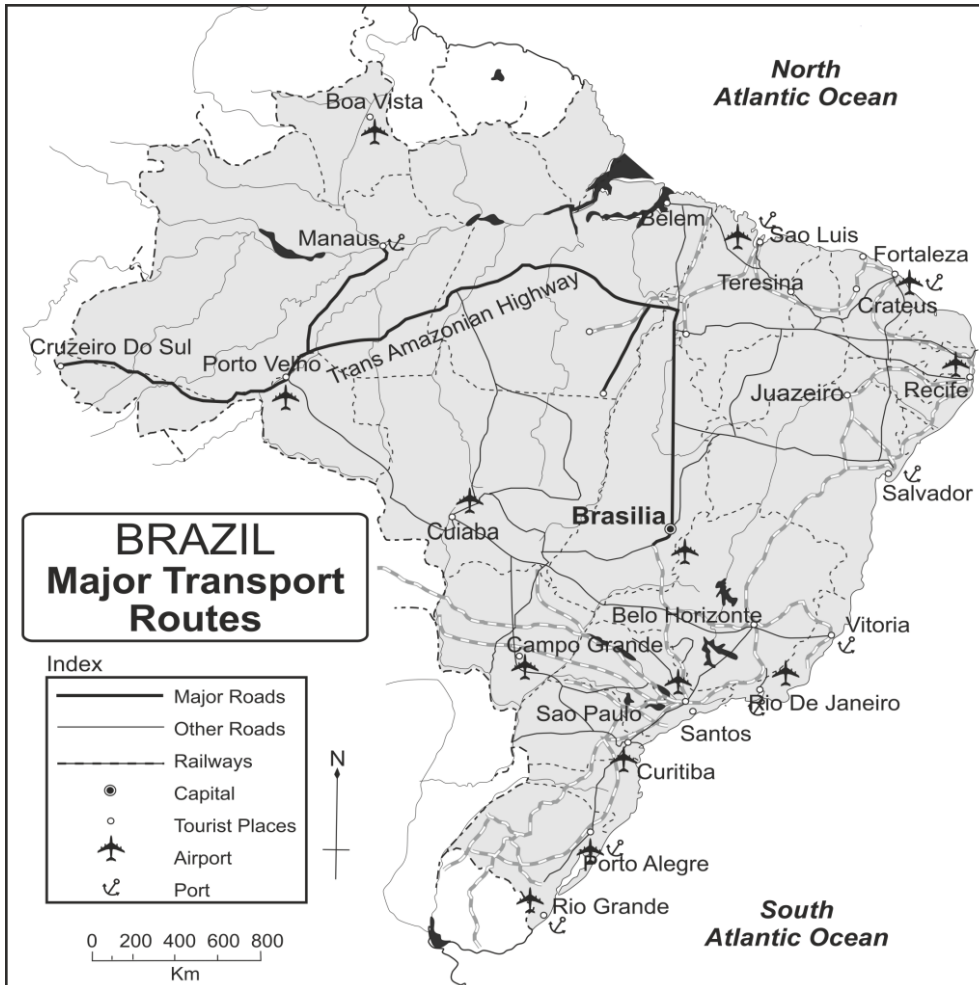 North
Atlantic Ocean
Boa Vista
Belem
Manaus
Sao Luis
Fortaleza
Teresina
Crateus
Trans Amazonian Highway
Cruzeiro Do Sul
Porto Velho
Juazeiro
Recife
Salvador
Cuiaba
Brasilia
BRAZIL
Major Transport
Routes
Belo Horizonte
Vitoria
Campo Grande
Rio De Janeiro
Sao Paulo
Santos
Curitiba
Porto Alegre
Rio Grande
Index
Major Roads
Other Roads
Railways
Capital
Tourist Places
Airport
Port
N
0 200 400 600 800
Km
South
Atlantic Ocean